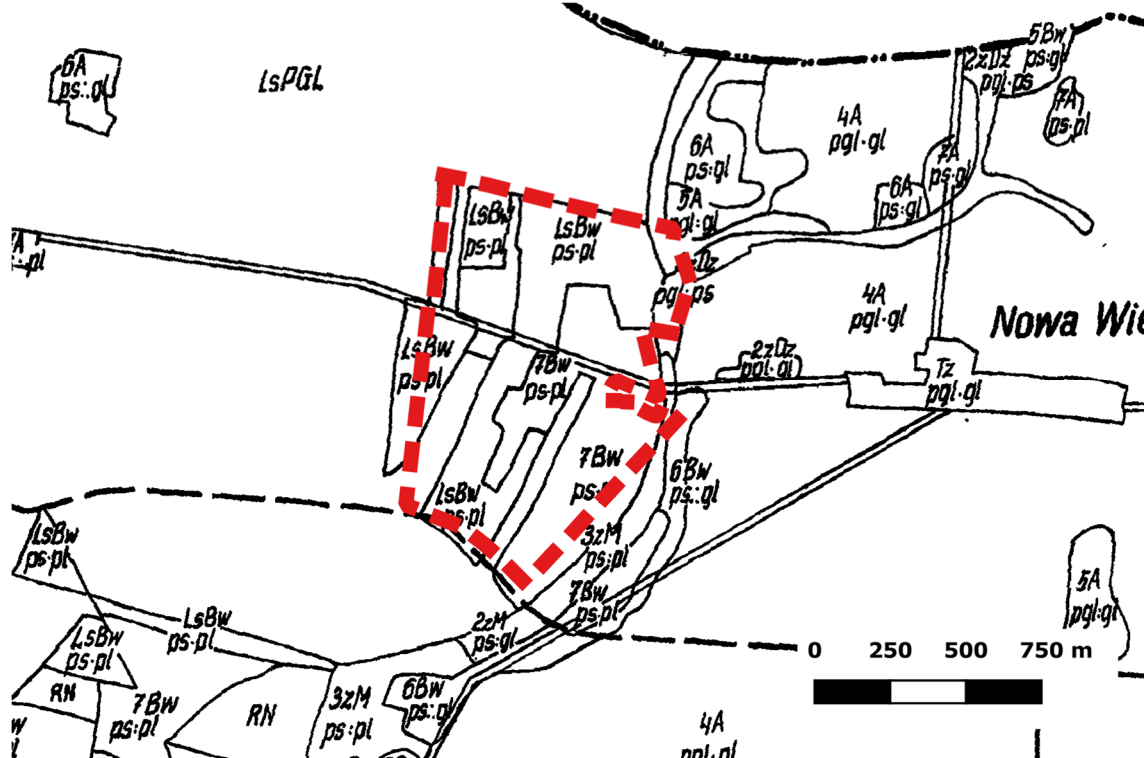 5Bw
ps:gl
2zDz
pgl·ps
6A
ps:.gl
LsPGL
7A
ps·pl
4A
pgl·gl
6A
ps:gl
7A
ps·gl
5A
pgl:gl
6A
ps:gl
LsBw
ps·pl
LsBw
ps·pl
pgl:ps
4A
pgl·gl
Nowa Wie
LsBw
ps·pl
7Bw
ps·pl
2zDz
pgl·gl
Tz
pgl·gl
7Bw
6Bw
ps:.gl
LsBw
ps·pl
LsBw
ps·pl
3zM
ps:pl
7Bw
ps:pl
5A
pgl:gl
LsBw
ps·pl
2zM
ps:gl
LsBw
ps·pl
0 250 500 750 m
RN
7Bw
ps:pl
RN
3zM
ps:pl
6Bw
ps:.gl
4A
pgl·pl